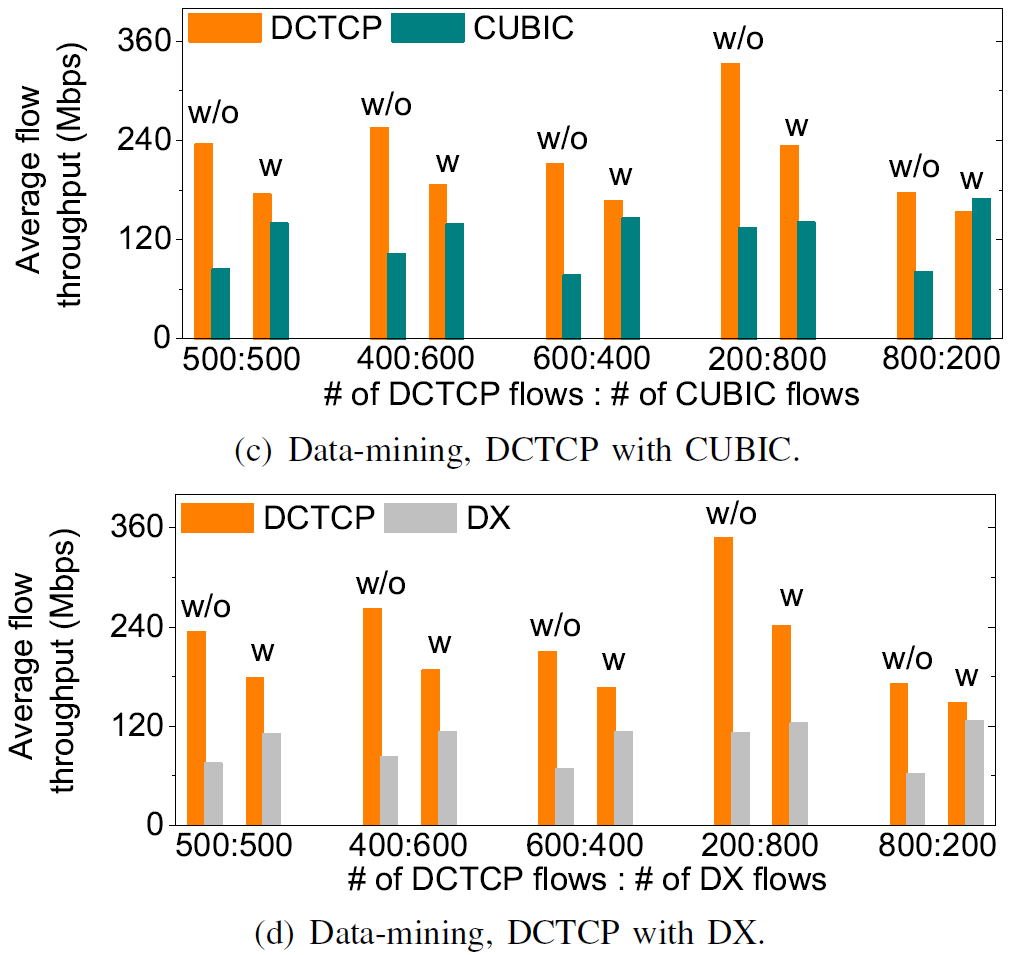 DCTCP CUBIC
Average flow
throughput (Mbps)
360
240
120
0
w/o w w/o w w/o w w/o w w/o w
500:500 400:600 600:400 200:800 800:200
# of DCTCP flows : # of CUBIC flows
(c) Data-mining, DCTCP with CUBIC.
DCTCP DX
Average flow
throughput (Mbps)
360
240
120
0
w/o w w/o w w/o w w/o w w/o w
500:500 400:600 600:400 200:800 800:200
# of DCTCP flows : # of DX flows
(d) Data-mining, DCTCP with DX.